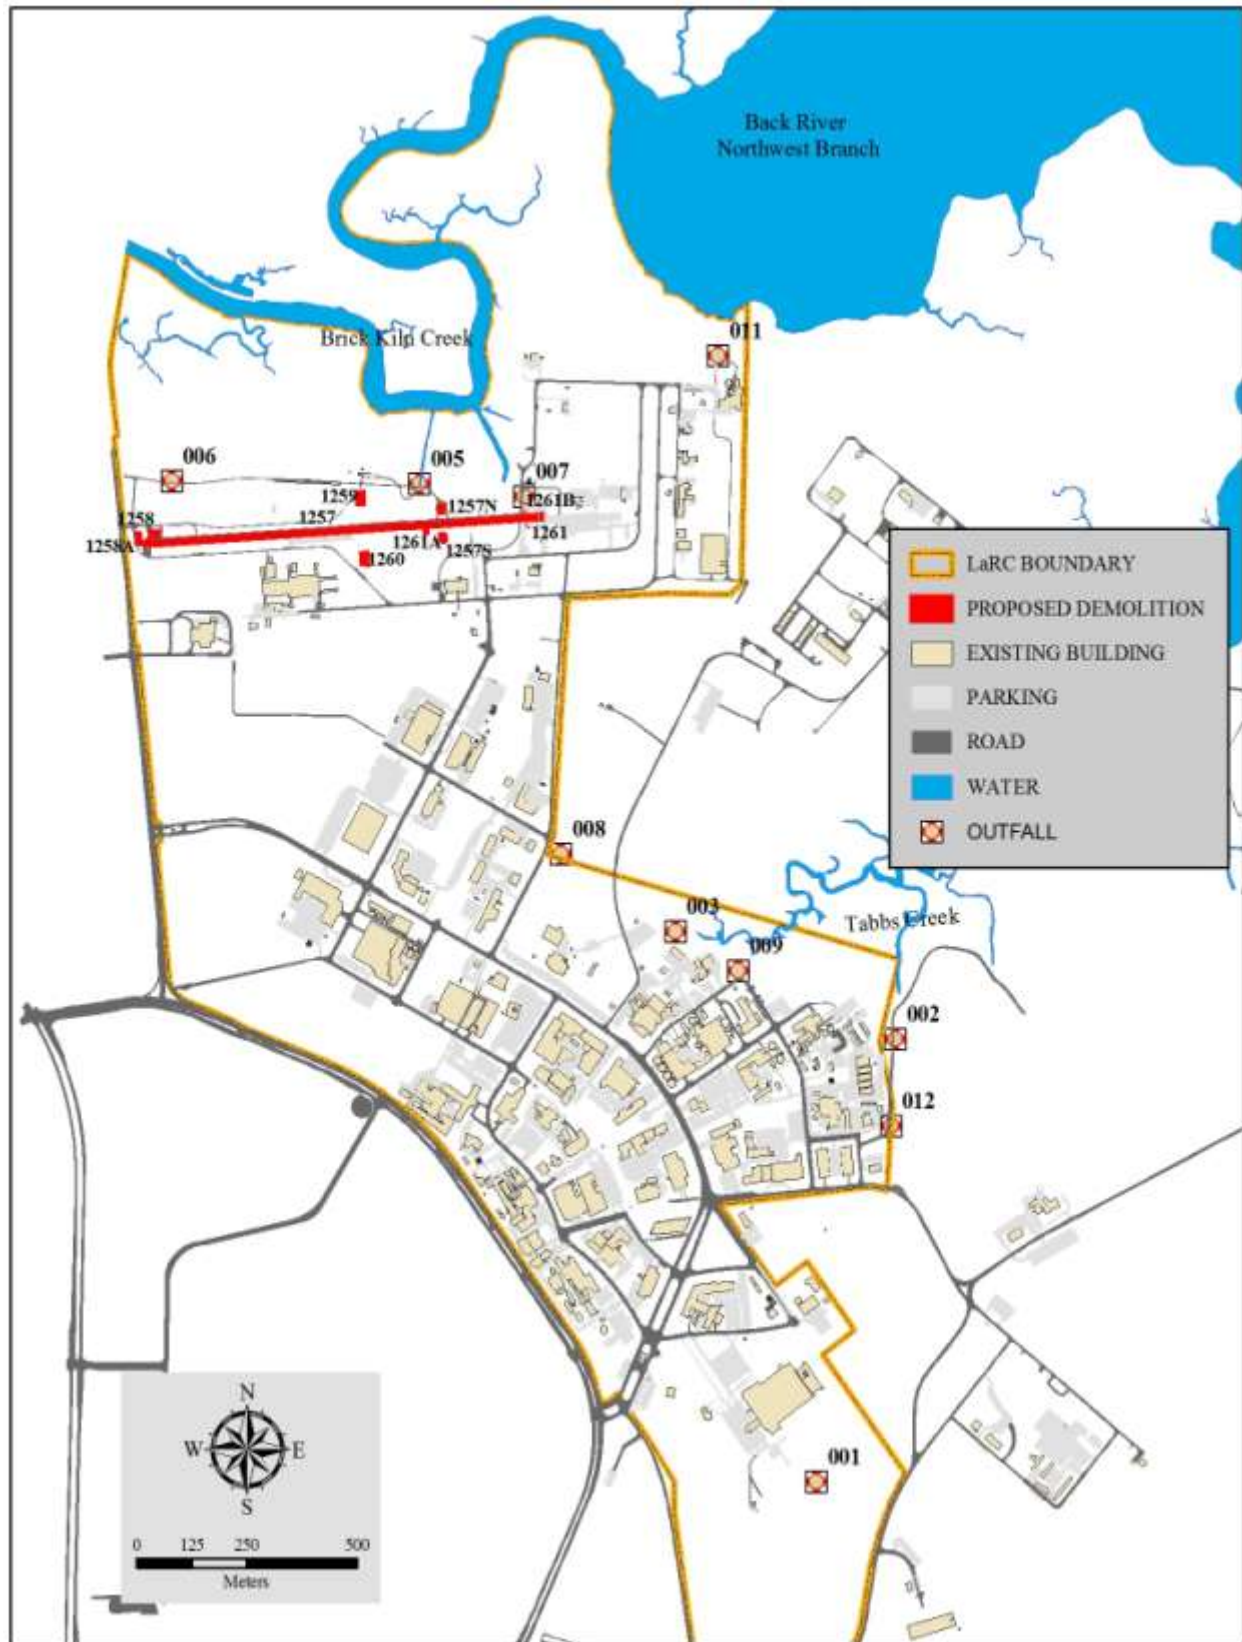 Back River
Northwest Branch
Brick Kiln Creek
011
006
005
007
1259
1257
1257N
1261B
1258
1258A
1261A
1257S
1261
1260
LaRC BOUNDARY
PROPOSED DEMOLITION
EXISTING BUILDING
PARKING
ROAD
WATER
OUTFALL
008
003
Tabbs Creek
009
002
012
001
N
W E
S
0 125 250 500
Meters